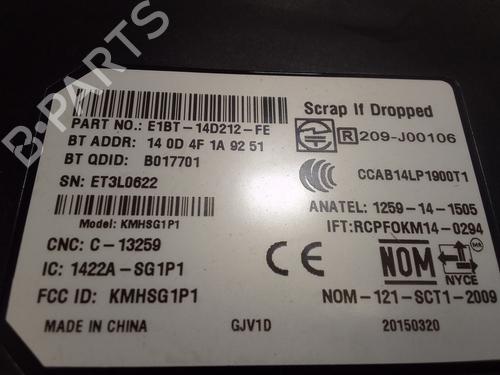 B-PARTS
Scrap If Dropped
PART NO.: E1BT-14D212-FE
R 209-J00106
BT ADDR: 14 0D 4F 1A 92 51
BT QDID: B017701
CCAB14LP1900T1
SN: ET3L0622
ANATEL: 1259-14-1505
Model: KMHSG1P1
IFT:RCPFOKM14-0294
CNC: C-13259
IC: 1422A-SG1P1
CE
NOM
MR
NYCE
FCC ID: KMHSG1P1
NOM-121-SCT1-2009
MADE IN CHINA
GJV1D
20150320